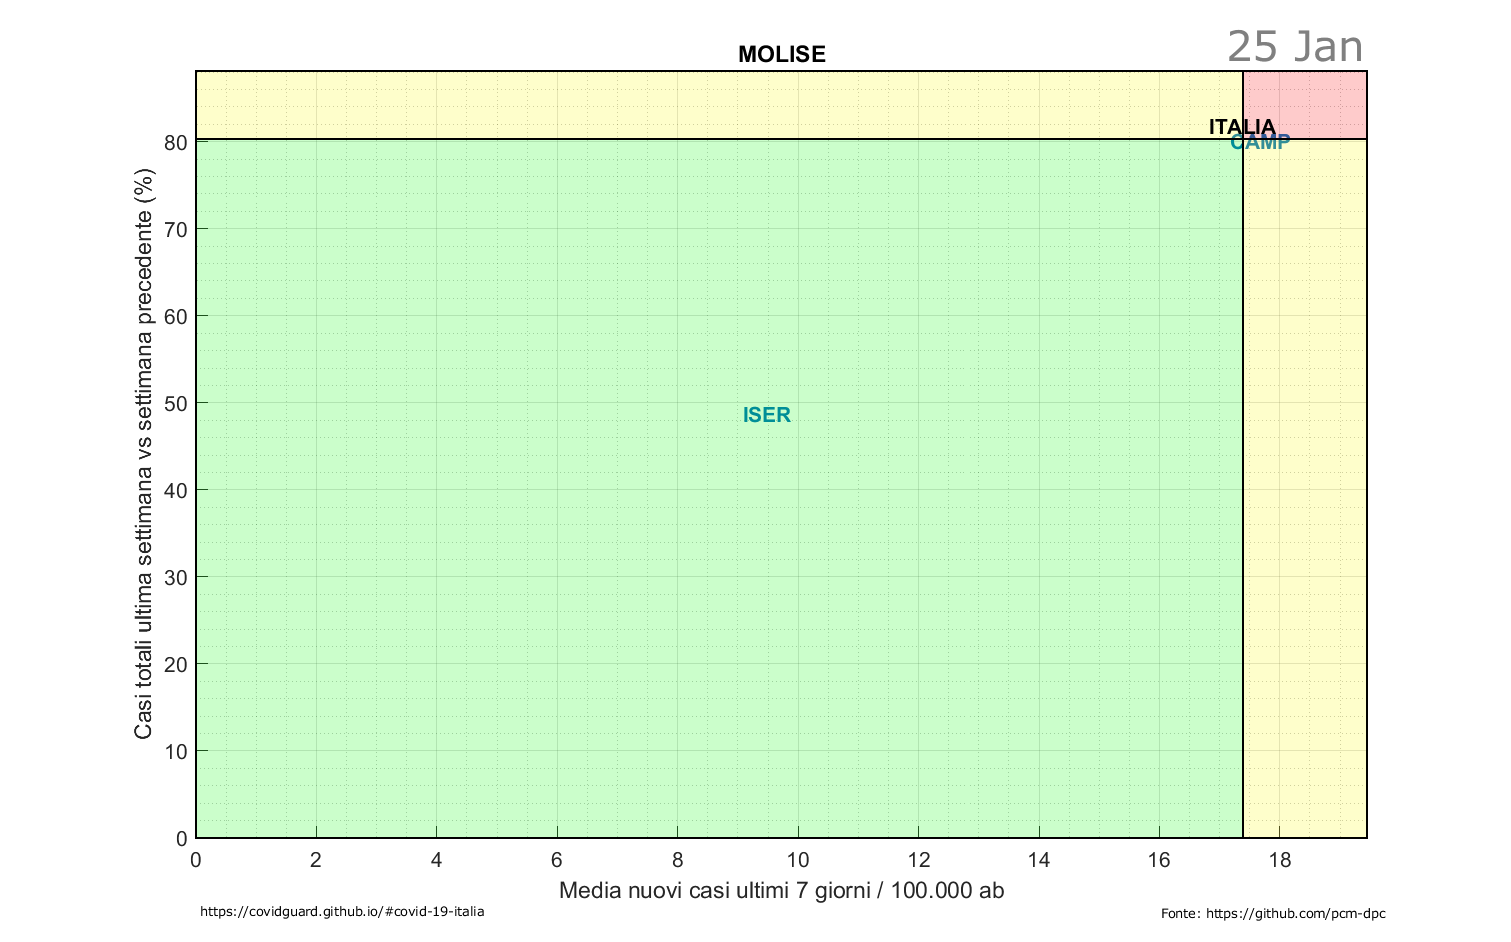 25 Jan
MOLISE
ITALIA
CAMP
ISER
Casi totali ultima settimana vs settimana precedente (%)
80
70
60
50
40
30
20
10
0
0 2 4 6 8 10 12 14 16 18
Media nuovi casi ultimi 7 giorni / 100.000 ab
https://covidguard.github.io/#covid-19-italia
Fonte: https://github.com/pcm-dpc